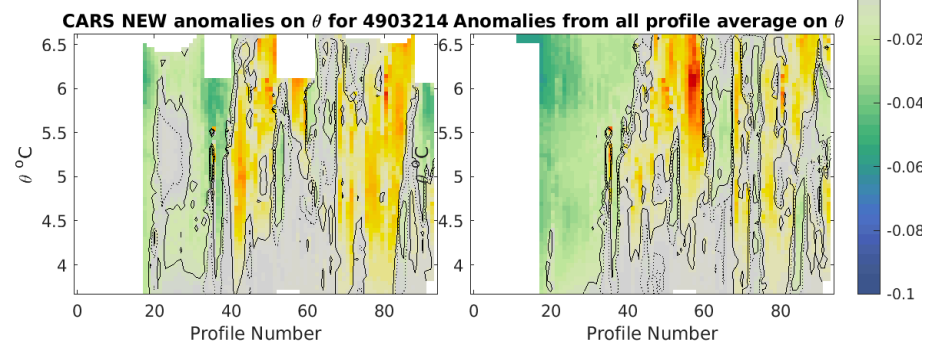 CARS NEW anomalies on θ for 4903214
Anomalies from all profile average on θ
6.5
6
5.5
5
4.5
4
θ °C
0 20 40 60 80
Profile Number
6.5
6
5.5
5
4.5
4
θ °C
0 20 40 60 80
Profile Number
-0.02
-0.04
-0.06
-0.08
-0.1